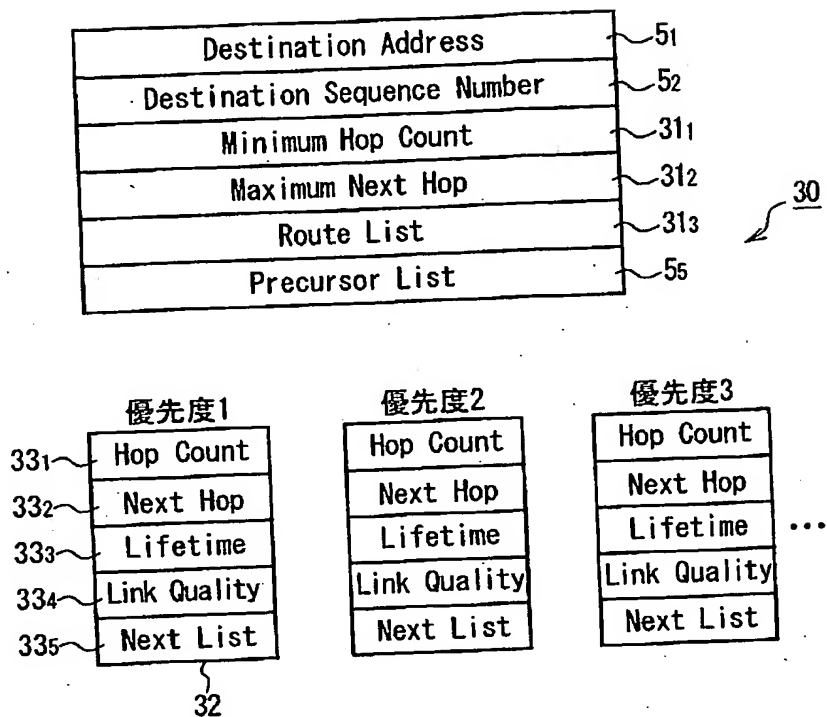 Destination Address 5₁
Destination Sequence Number 5₂
Minimum Hop Count 31₁
Maximum Next Hop 31₂
Route List 31₃
Precursor List 5₅
30
優先度1 優先度2 優先度3
33₁ Hop Count Hop Count Hop Count
33₂ Next Hop Next Hop Next Hop
33₃ Lifetime Lifetime Lifetime ...
33₄ Link Quality Link Quality Link Quality
33₅ Next List Next List Next List
32